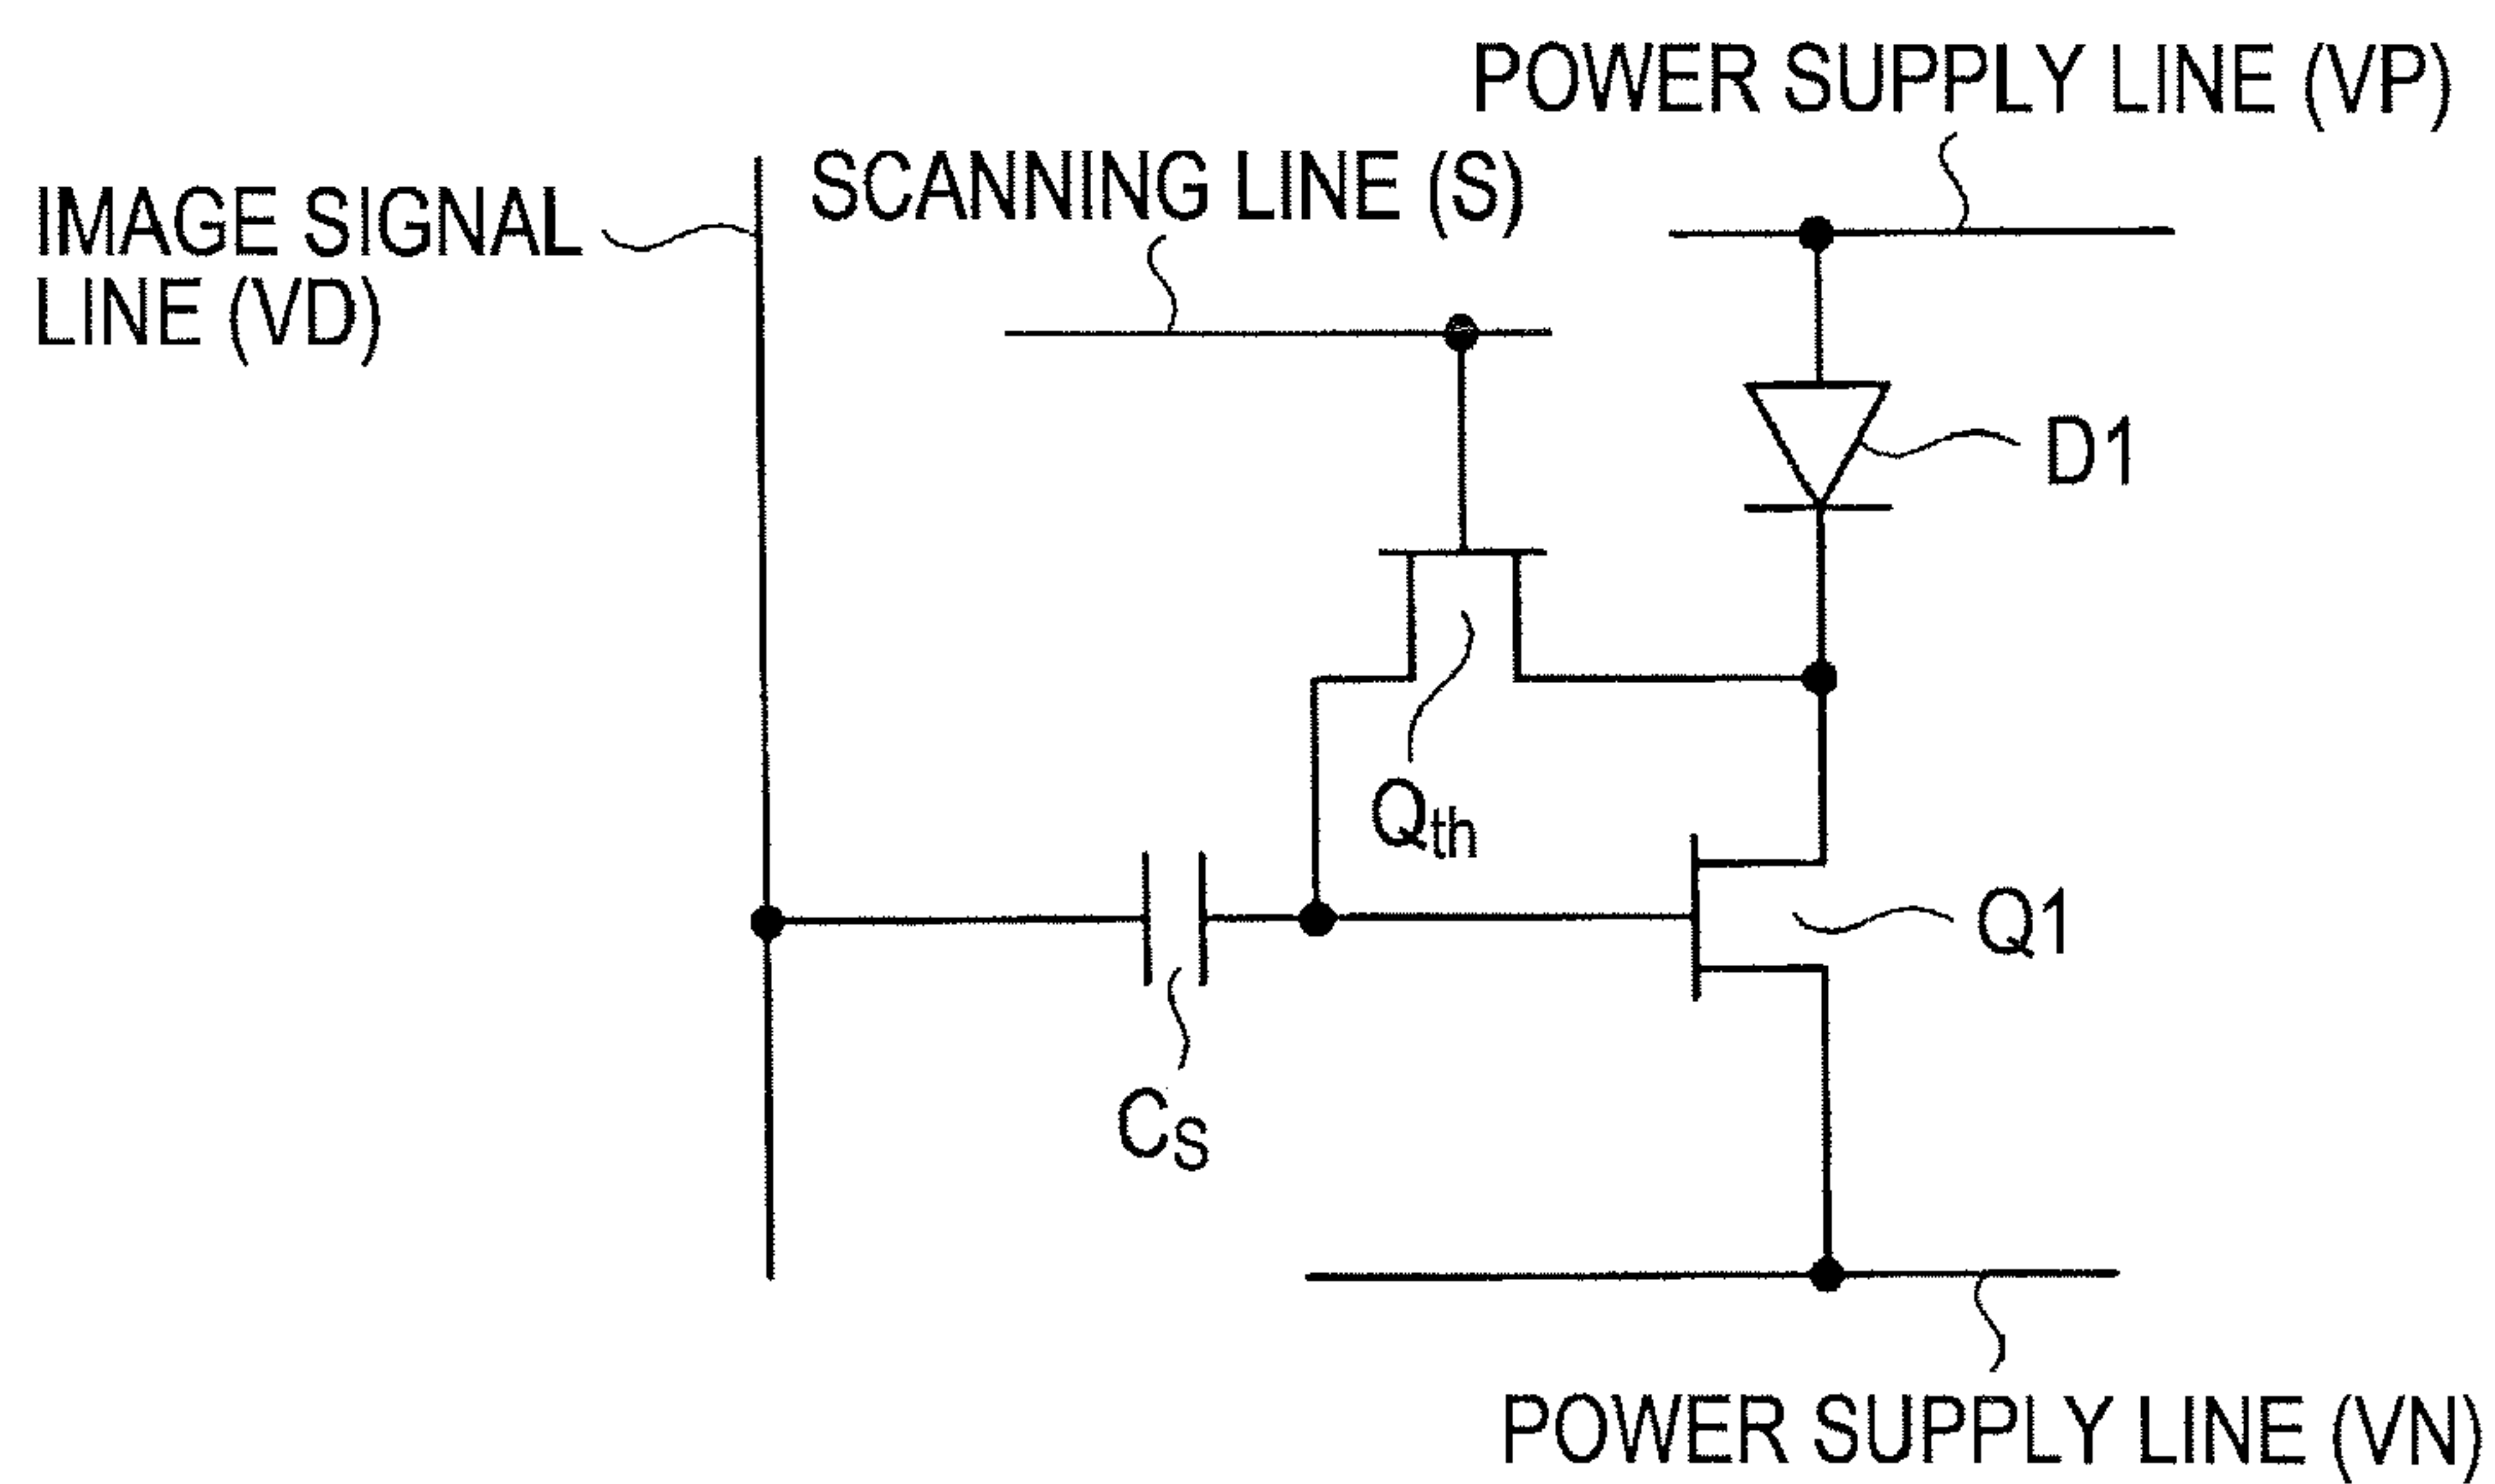 POWER SUPPLY LINE (VP)
SCANNING LINE (S)
IMAGE SIGNAL
LINE (VD)
D1
Qth
Q1
CS
POWER SUPPLY LINE (VN)